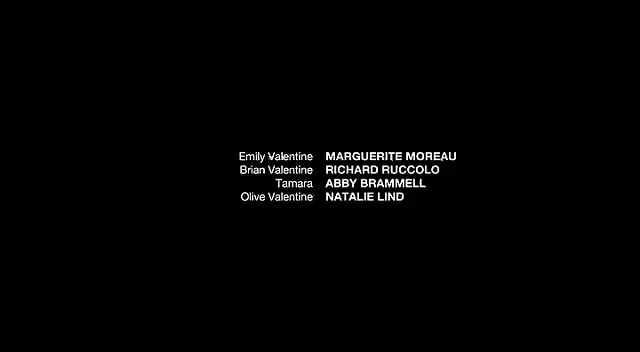 Emily Valentine MARGUERITE MOREAU
Brian Valentine RICHARD RUCCOLO
Tamara ABBY BRAMMELL
Olive Valentine NATALIE LIND